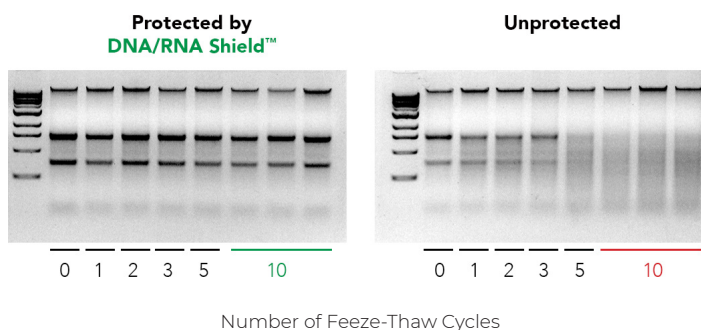 Protected by
DNA/RNA Shield™
Unprotected
0 1 2 3 5 10
0 1 2 3 5 10
Number of Feeze-Thaw Cycles